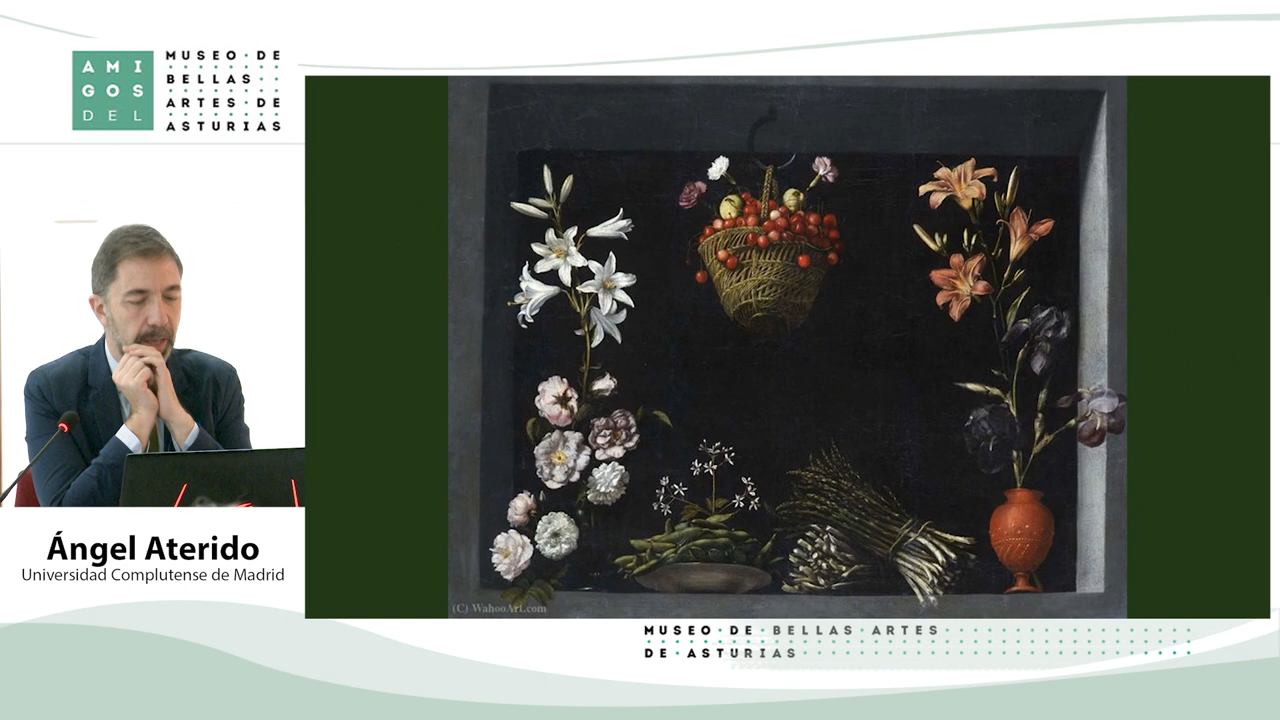 AMI
GOS
DEL
MUSEO·DE
BELLAS
ARTES·DE
ASTURIAS
Ángel Aterido
Universidad Complutense de Madrid
(C) WahooArt.com
MUSEO·DE·BELLAS ARTES
DE·ASTURIAS